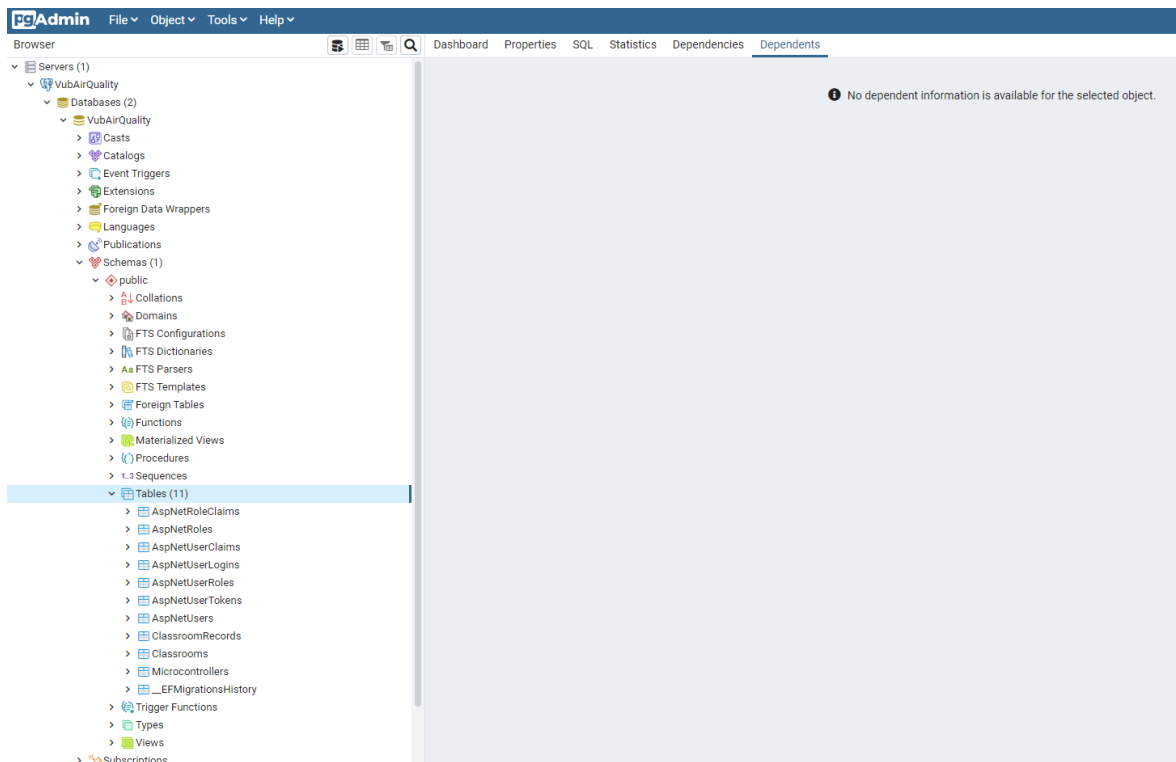 pgAdmin File Object Tools Help
Browser Dashboard Properties SQL Statistics Dependencies Dependents
Servers (1)
VubAirQuality
Databases (2)
VubAirQuality
Casts
Catalogs
Event Triggers
Extensions
Foreign Data Wrappers
Languages
Publications
Schemas (1)
public
Collations
Domains
FTS Configurations
FTS Dictionaries
Aa FTS Parsers
FTS Templates
Foreign Tables
Functions
Materialized Views
Procedures
1..3 Sequences
Tables (11)
AspNetRoleClaims
AspNetRoles
AspNetUserClaims
AspNetUserLogins
AspNetUserRoles
AspNetUserTokens
AspNetUsers
ClassroomRecords
Classrooms
Microcontrollers
__EFMigrationsHistory
Trigger Functions
Types
Views
Subscriptions
No dependent information is available for the selected object.